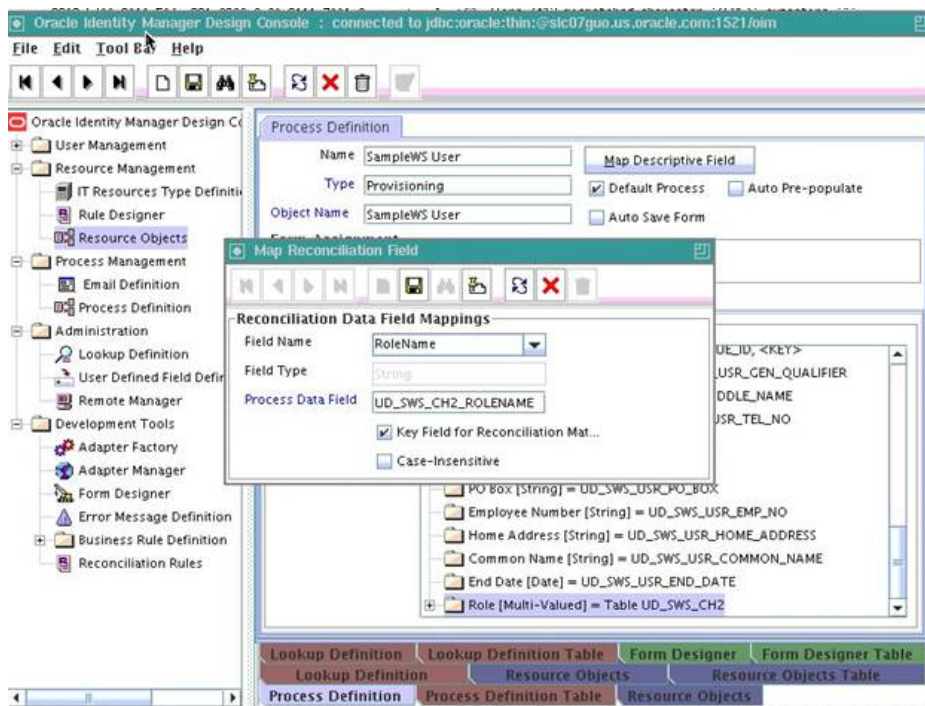 Oracle Identity Manager Design Console : connected to jdbc:oracle:thin:@slc07guo.us.oracle.com:1521/oim
File Edit Tool Bar Help
Oracle Identity Manager Design Co
User Management
Resource Management
IT Resources Type Definiti
Rule Designer
Resource Objects
Process Management
Email Definition
Process Definition
Administration
Lookup Definition
User Defined Field Defir
Remote Manager
Development Tools
Adapter Factory
Adapter Manager
Form Designer
Error Message Definition
Business Rule Definition
Reconciliation Rules
Process Definition
Name SampleWS User Map Descriptive Field
Type Provisioning Default Process Auto Pre-populate
Object Name SampleWS User Auto Save Form
Map Reconciliation Field
Reconciliation Data Field Mappings
Field Name RoleName
Field Type String
Process Data Field UD_SWS_CH2_ROLENAME
Key Field for Reconciliation Mat...
Case-Insensitive
UE_ID, <KEY>
USR_GEN_QUALIFIER
DDLE_NAME
JSR_TEL_NO
PO Box [String] = UD_SWS_USR_PO_BOX
Employee Number [String] = UD_SWS_USR_EMP_NO
Home Address [String] = UD_SWS_USR_HOME_ADDRESS
Common Name [String] = UD_SWS_USR_COMMON_NAME
End Date [Date] = UD_SWS_USR_END_DATE
Role [Multi-Valued] = Table UD_SWS_CH2
Lookup Definition Lookup Definition Table Form Designer Form Designer Table
Lookup Definition Resource Objects Resource Objects Table
Process Definition Process Definition Table Resource Objects